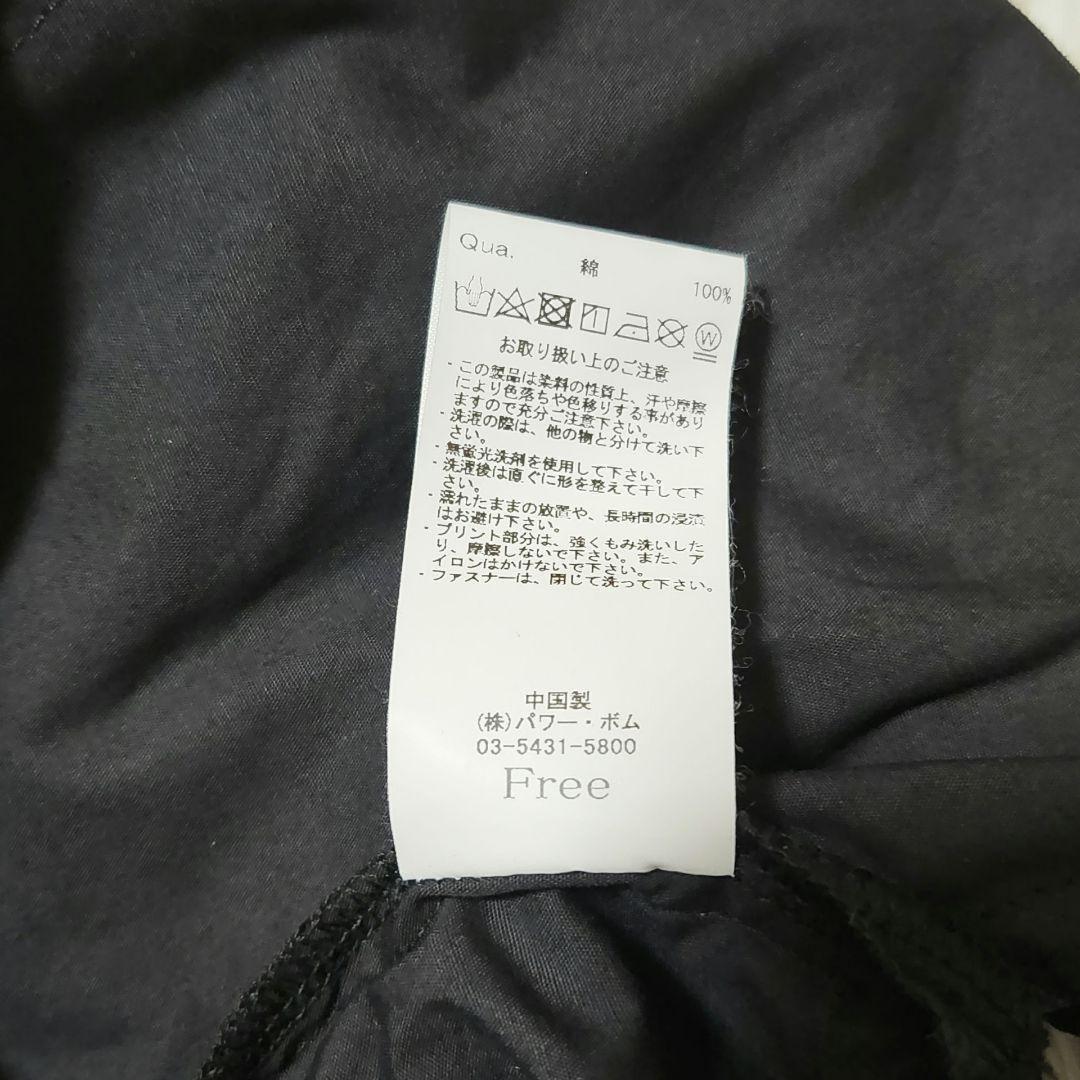 Qua.
綿
100%
W
お取り扱い上のご注意
・この製品は染料の性質上、汗や摩擦
により色落ちや色移りする事があり
ますので充分ご注意下さい。
・洗濯の際は、他の物と分けて洗い下
さい。
・無蛍光洗剤を使用して下さい。
・洗濯後は直ぐに形を整えて干して下
さい。
・濡れたままの放置や、長時間の浸漬
はお避け下さい。
・プリント部分は、強くもみ洗いした
り、摩擦しないで下さい。また、ア
イロンはかけないで下さい。
・ファスナーは、閉じて洗って下さい。
中国製
(株)パワー・ボム
03-5431-5800
Free